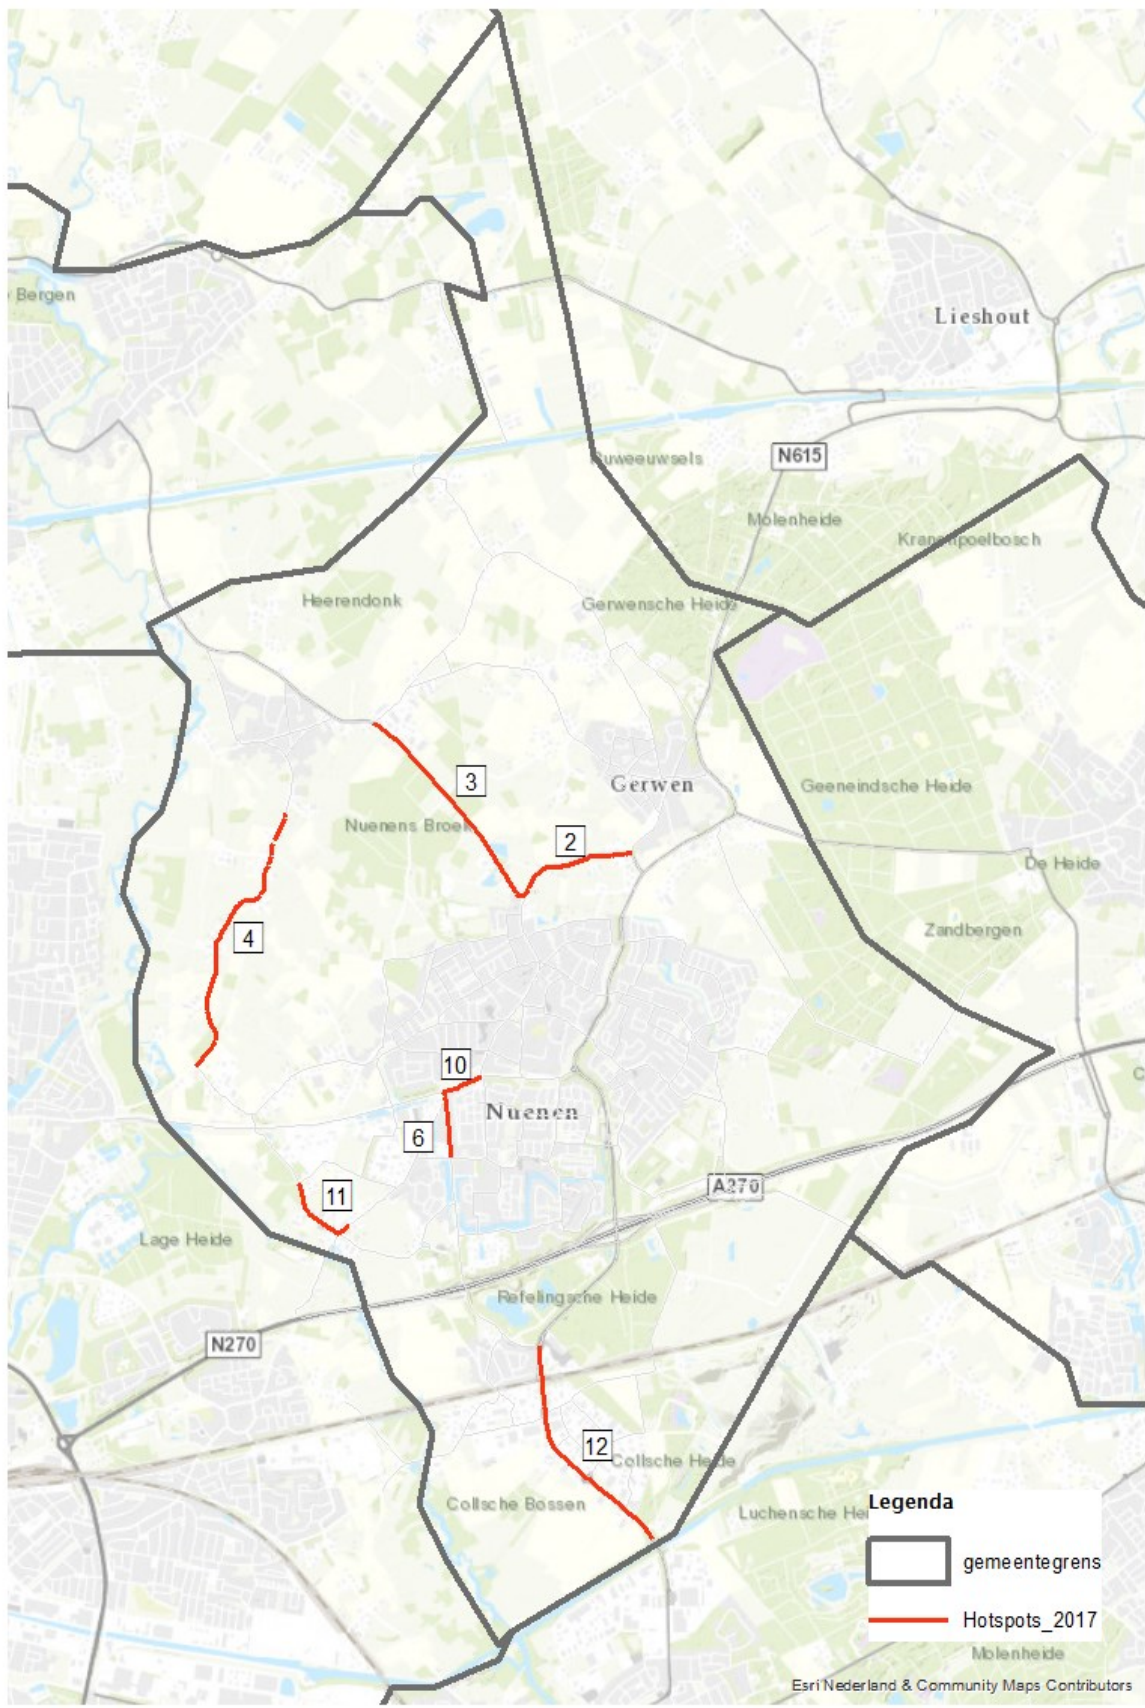 Bergen
Lieshout
N615
Molenheide
Heerendonk
Gerwensche Heide
3
Gerwen
Geeneindsche Heide
Nuenens Broek
2
De Heide
4
Zandbergen
10
Nuenen
6
A270
11
Lage Heide
Refelingsche Heide
N270
12
Collsche Heide
Collsche Bossen
Luchensche Hei
Legenda
gemeentegrens
Hotspots_2017
Molenheide
Esri Nederland & Community Maps Contributors